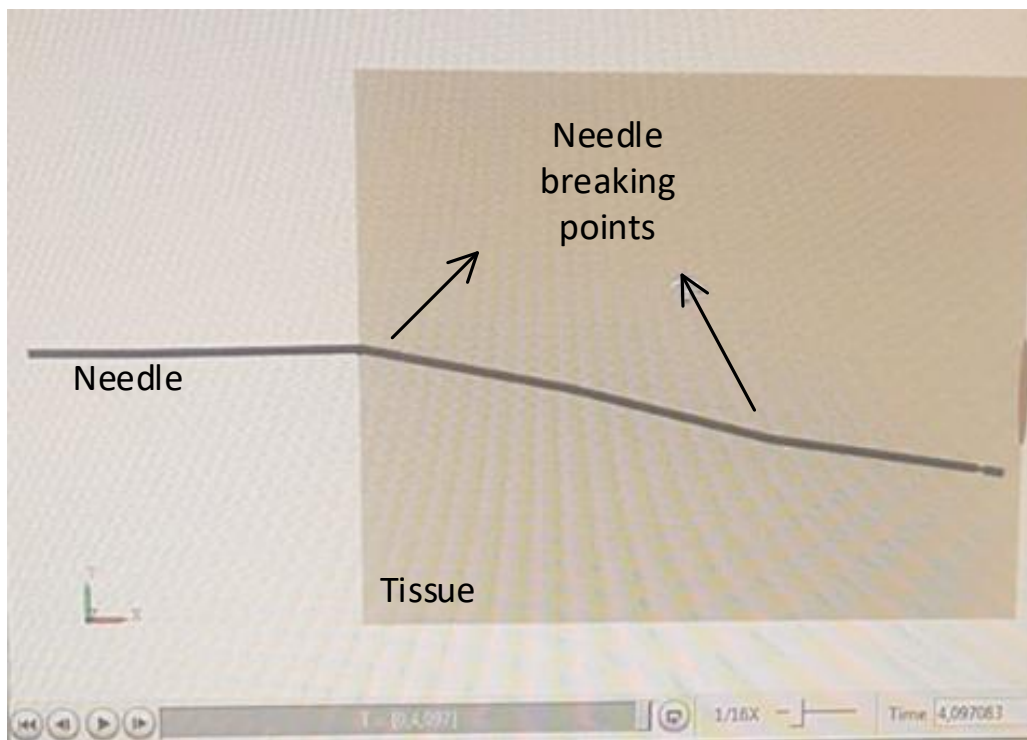 Needle
breaking
points
Needle
Tissue
X
1/16X
Time 4,097063